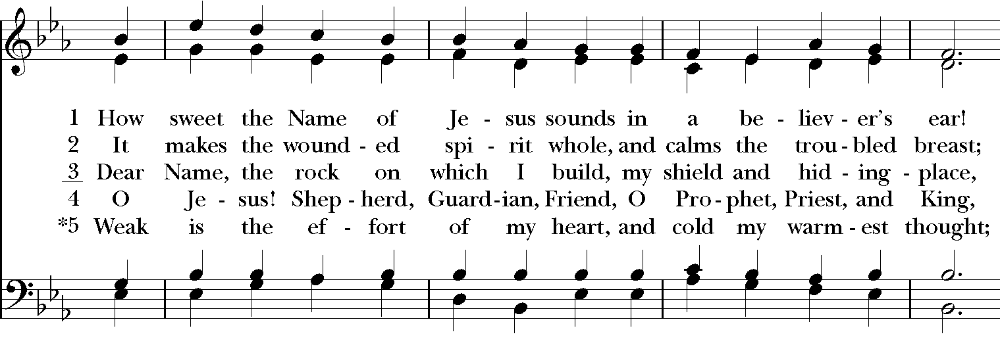 1 How sweet the Name of Je - sus sounds in a be - liev - er's ear!
2 It makes the wound - ed spi - rit whole, and calms the trou - bled breast;
3 Dear Name, the rock on which I build, my shield and hid - ing - place,
4 O Je - sus! Shep - herd, Guard - ian, Friend, O Pro - phet, Priest, and King,
*5 Weak is the ef - fort of my heart, and cold my warm - est thought;